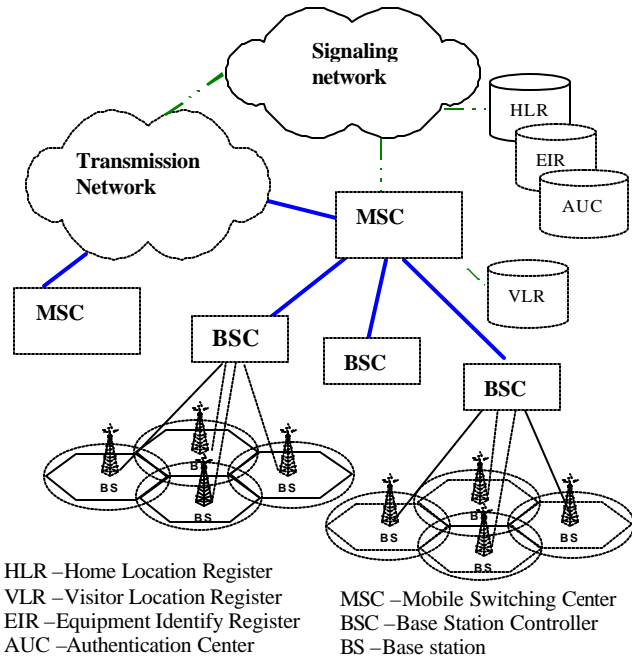 Signaling
network
HLR
EIR
AUC
Transmission
Network
MSC
VLR
MSC
BSC
BSC
BSC
BS
BS
BS
BS
BS
BS
BS
BS
HLR –Home Location Register
VLR –Visitor Location Register
EIR –Equipment Identify Register
AUC –Authentication Center
MSC –Mobile Switching Center
BSC –Base Station Controller
BS –Base station